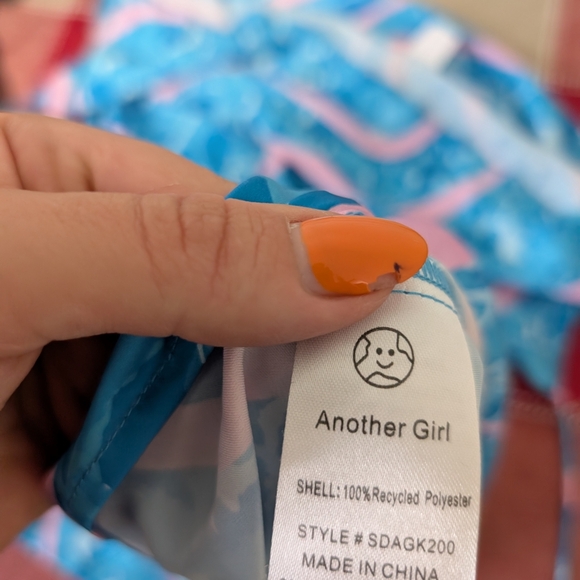 Another Girl
SHELL: 100%Recycled Polyester
STYLE # SDAGK200
MADE IN CHINA